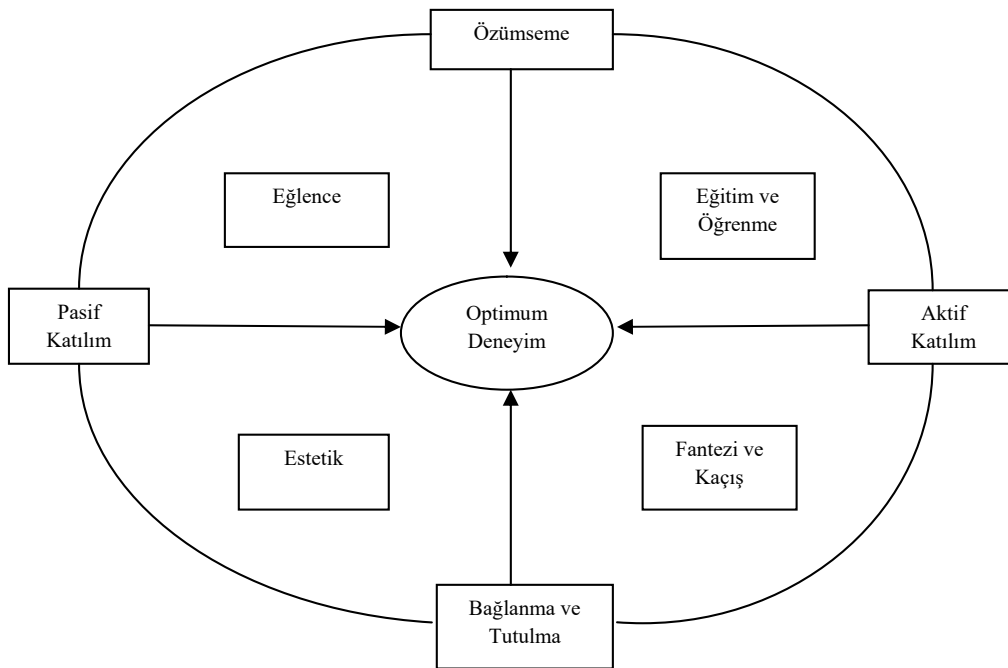 Özümseme
Eğlence
Eğitim ve
Öğrenme
Pasif
Katılım
Optimum
Deneyim
Aktif
Katılım
Estetik
Fantezi ve
Kaçış
Bağlanma ve
Tutulma